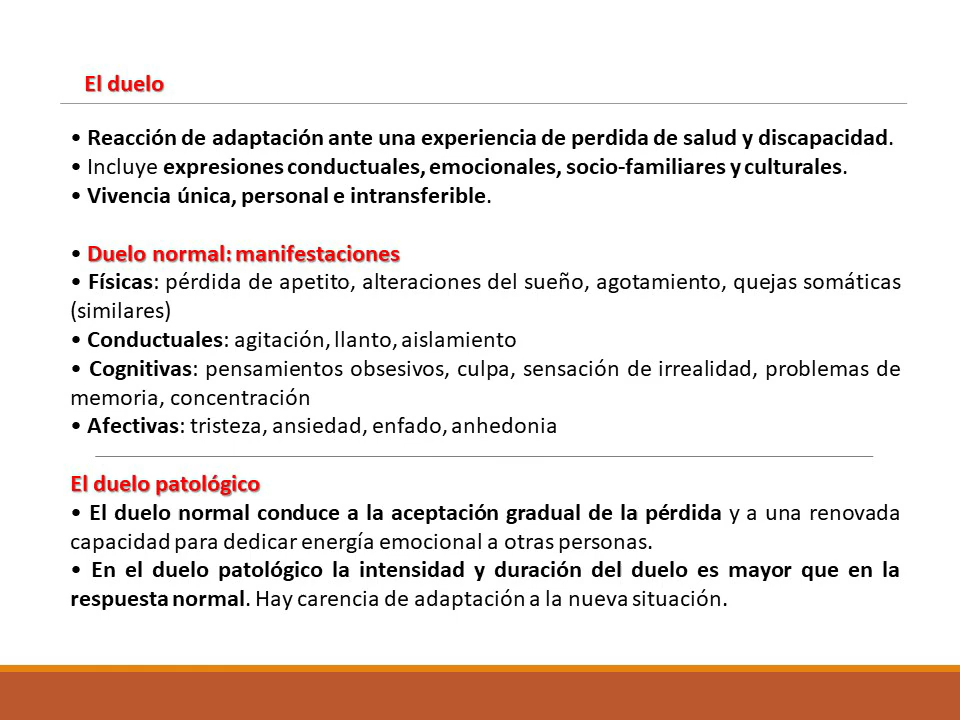 El duelo
• Reacción de adaptación ante una experiencia de perdida de salud y discapacidad.
• Incluye expresiones conductuales, emocionales, socio-familiares y culturales.
• Vivencia única, personal e intransferible.
• Duelo normal: manifestaciones
• Físicas: pérdida de apetito, alteraciones del sueño, agotamiento, quejas somáticas
(similares)
• Conductuales: agitación, llanto, aislamiento
• Cognitivas: pensamientos obsesivos, culpa, sensación de irrealidad, problemas de
memoria, concentración
• Afectivas: tristeza, ansiedad, enfado, anhedonia
El duelo patológico
• El duelo normal conduce a la aceptación gradual de la pérdida y a una renovada
capacidad para dedicar energía emocional a otras personas.
• En el duelo patológico la intensidad y duración del duelo es mayor que en la
respuesta normal. Hay carencia de adaptación a la nueva situación.